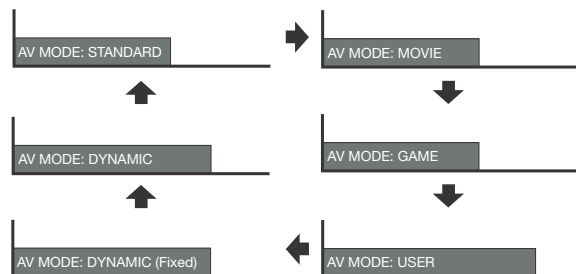 AV MODE: STANDARD
AV MODE: MOVIE
AV MODE: DYNAMIC
AV MODE: GAME
AV MODE: DYNAMIC (Fixed)
AV MODE: USER